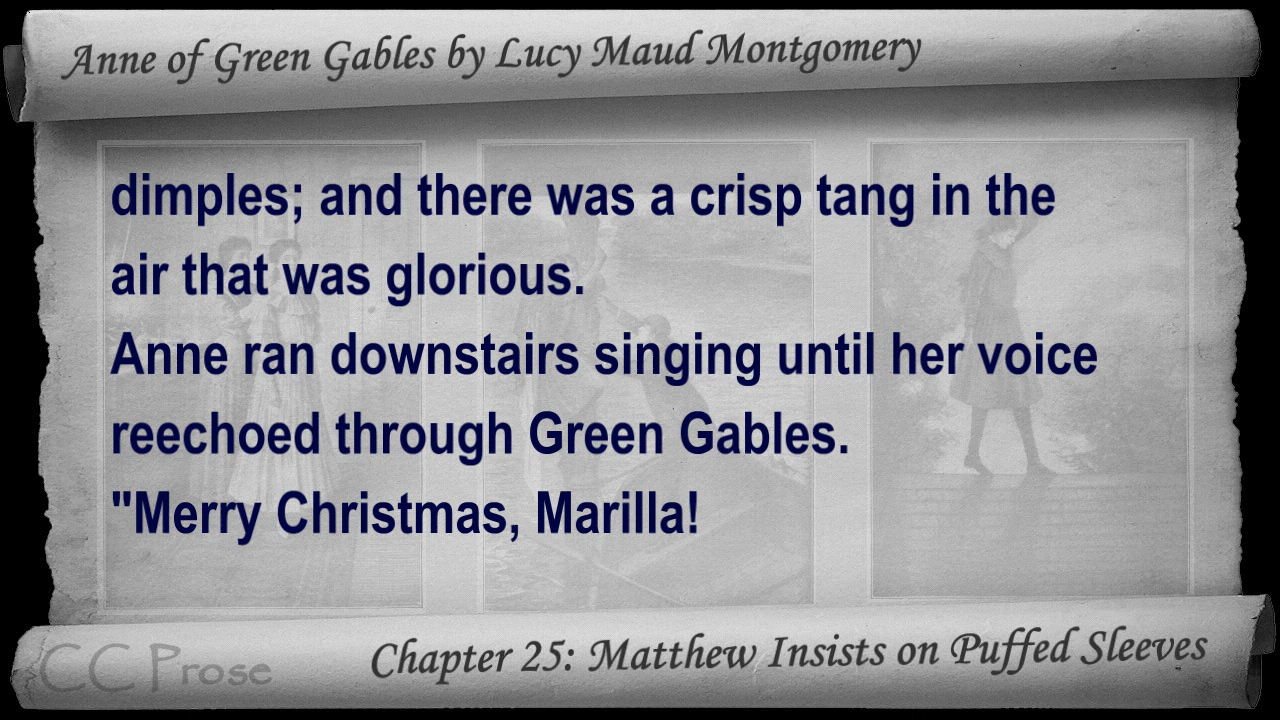 Anne of Green Gables by Lucy Maud Montgomery
dimples; and there was a crisp tang in the
air that was glorious.
Anne ran downstairs singing until her voice
reechoed through Green Gables.
"Merry Christmas, Marilla!
CC Prose
Chapter 25: Matthew Insists on Puffed Sleeves